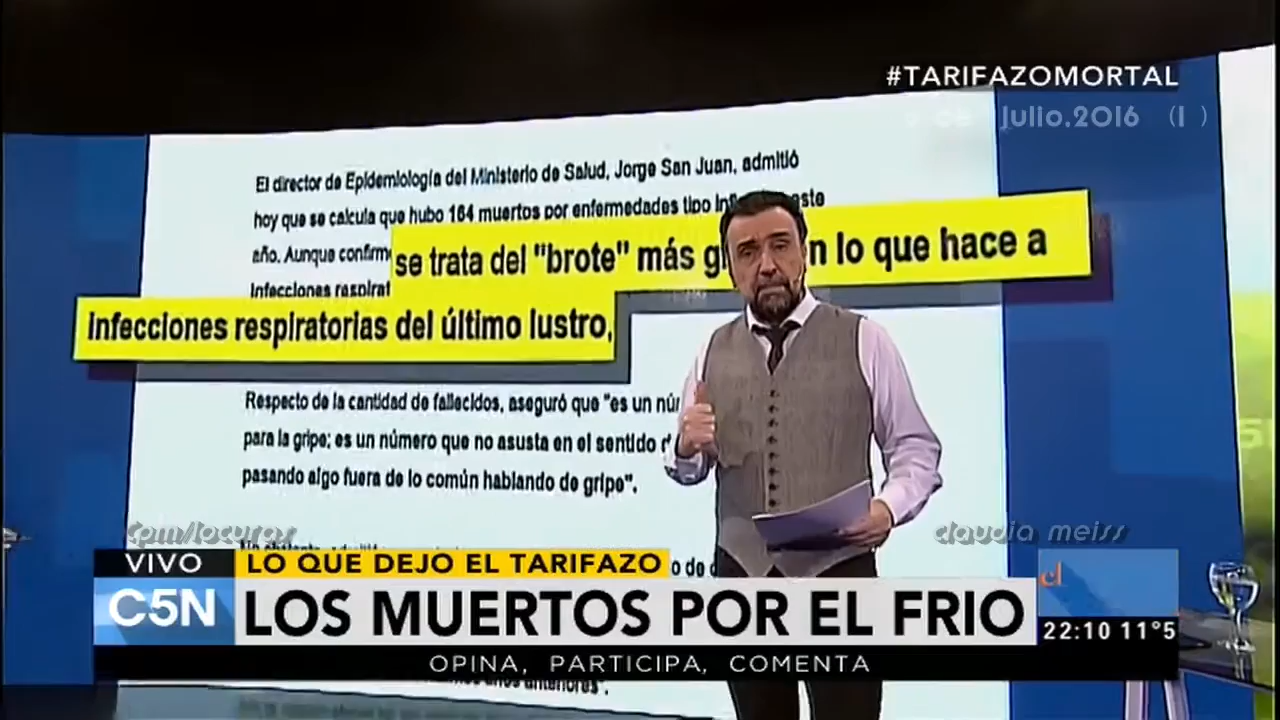 #TARIFAZOMORTAL
Julio.2016 (1 )
El director de Epidemiología del Ministerio de Salud, Jorge San Juan, admitió
hoy que se calcula que hubo 164 muertos por enfermedades tipo este
año. Aunque
se trata del "brote" más lo que hace a
infecciones respiratorias del último lustro,
Respecto de la cantidad de fallecidos, aseguró que "es un
para la gripe; es un número que no asusta en el sentido
pasando algo fuera de lo común hablando de gripe".
claudia meiss
VIVO
LO QUE DEJO EL TARIFAZO
C5N
LOS MUERTOS POR EL FRIO
22:10 11°5
OPINA, PARTICIPA, COMENTA
anteriores".